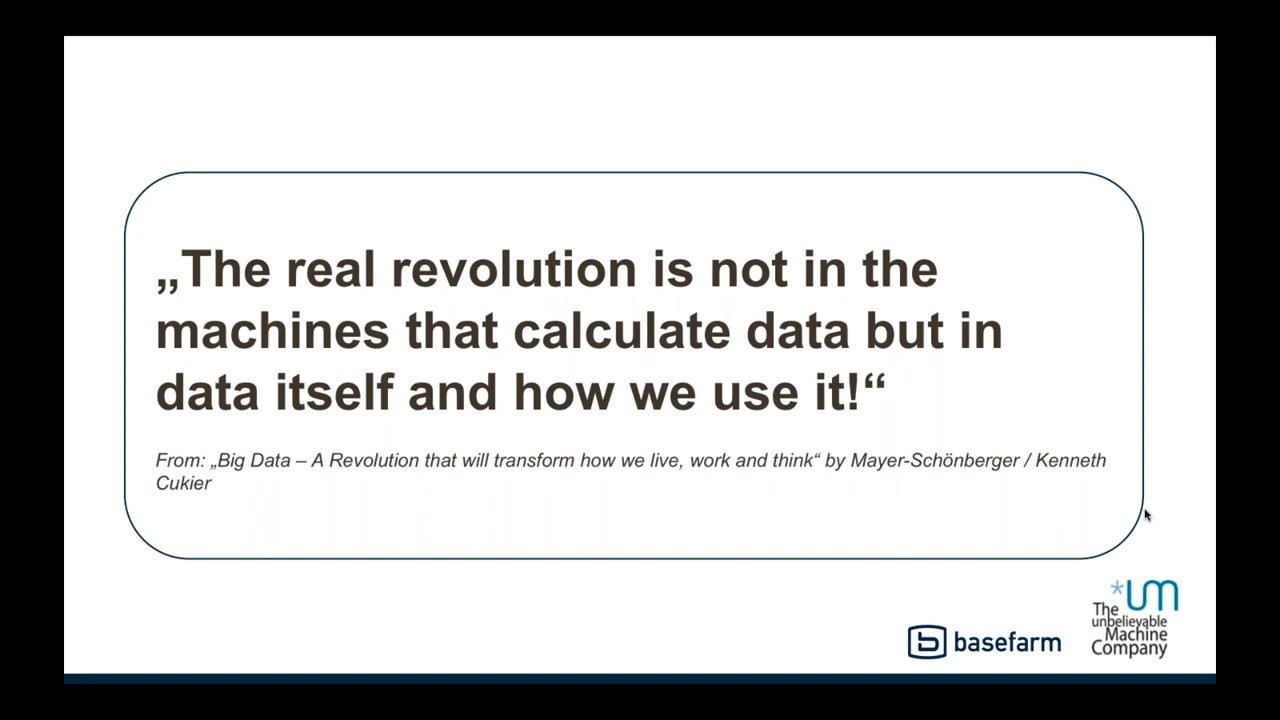 „The real revolution is not in the
machines that calculate data but in
data itself and how we use it!“
From: „Big Data – A Revolution that will transform how we live, work and think“ by Mayer-Schönberger / Kenneth
Cukier
basefarm
*um
The
unbelievable
Machine
Company